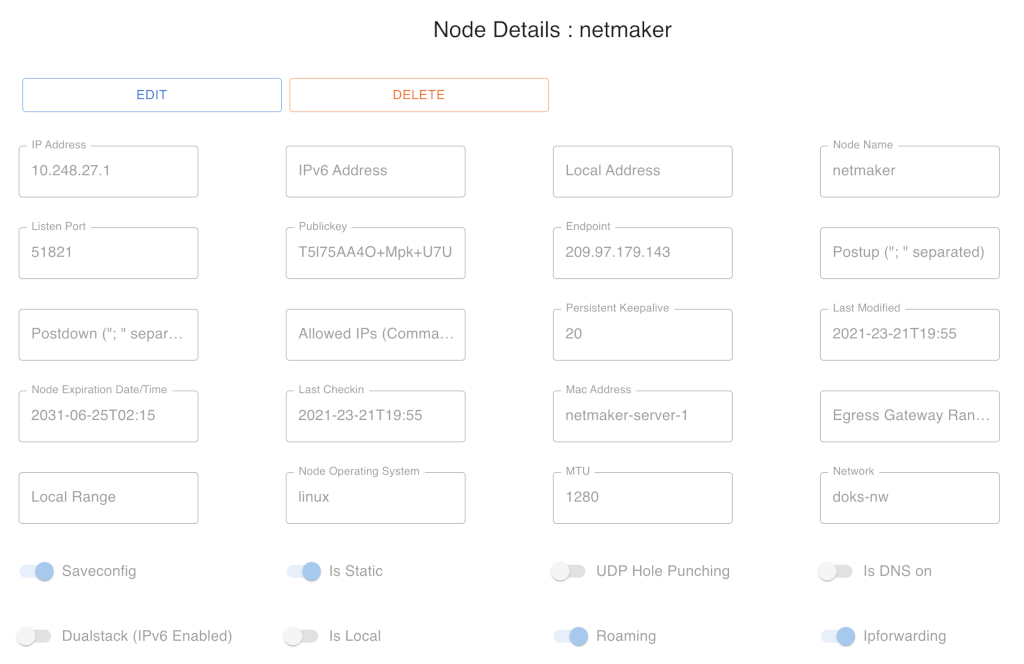 Node Details : netmaker
EDIT
DELETE
IP Address
10.248.27.1
IPv6 Address
Local Address
Node Name
netmaker
Listen Port
51821
Publickey
T5l75AA4O+Mpk+U7U
Endpoint
209.97.179.143
Postup ("; " separated)
Postdown ("; " separ...
Allowed IPs (Comma...
Persistent Keepalive
20
Last Modified
2021-23-21T19:55
Node Expiration Date/Time
2031-06-25T02:15
Last Checkin
2021-23-21T19:55
Mac Address
netmaker-server-1
Egress Gateway Ran...
Local Range
Node Operating System
linux
MTU
1280
Network
doks-nw
Saveconfig
Is Static
UDP Hole Punching
Is DNS on
Dualstack (IPv6 Enabled)
Is Local
Roaming
Ipforwarding